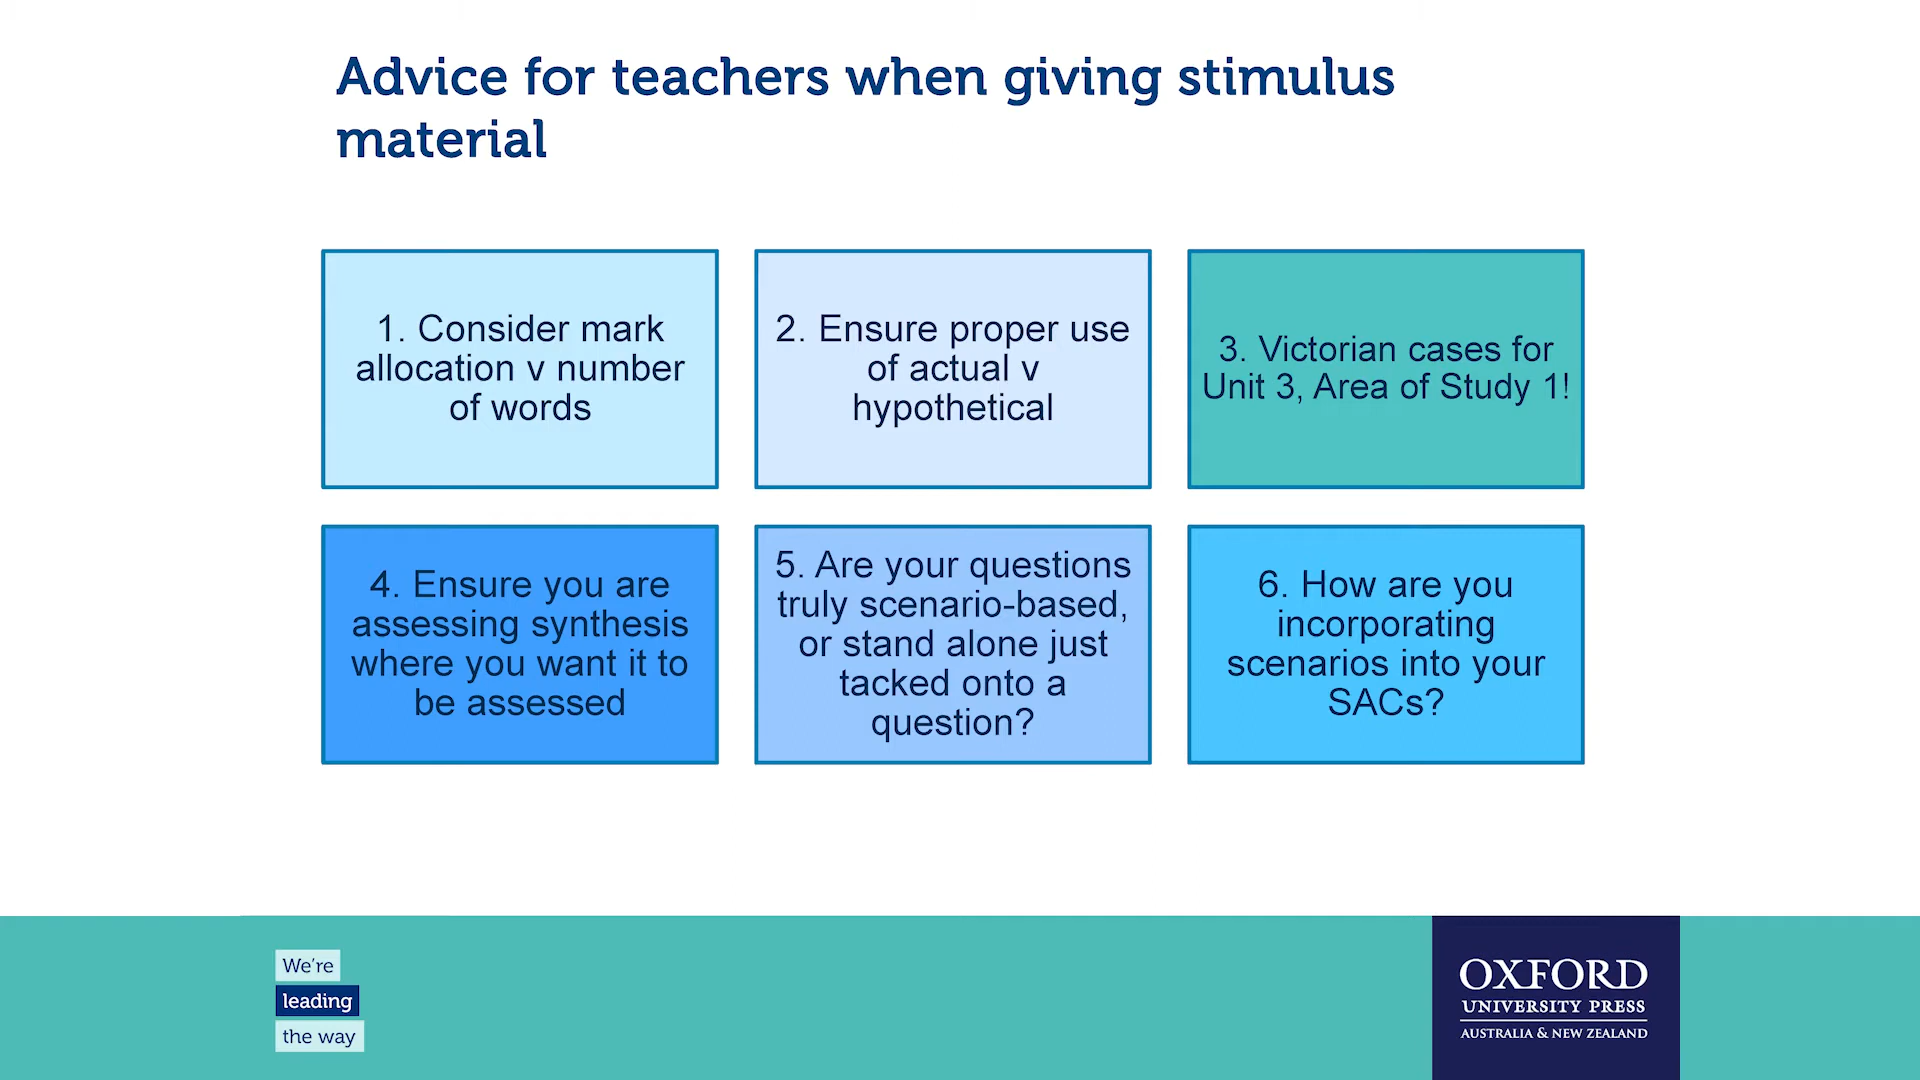 Advice for teachers when giving stimulus
material
1. Consider mark
allocation v number
of words
2. Ensure proper use
of actual v
hypothetical
3. Victorian cases for
Unit 3, Area of Study 1!
4. Ensure you are
assessing synthesis
where you want it to
be assessed
5. Are your questions
truly scenario-based,
or stand alone just
tacked onto a
question?
6. How are you
incorporating
scenarios into your
SACs?
We're
leading
the way
OXFORD
UNIVERSITY PRESS
AUSTRALIA & NEW ZEALAND